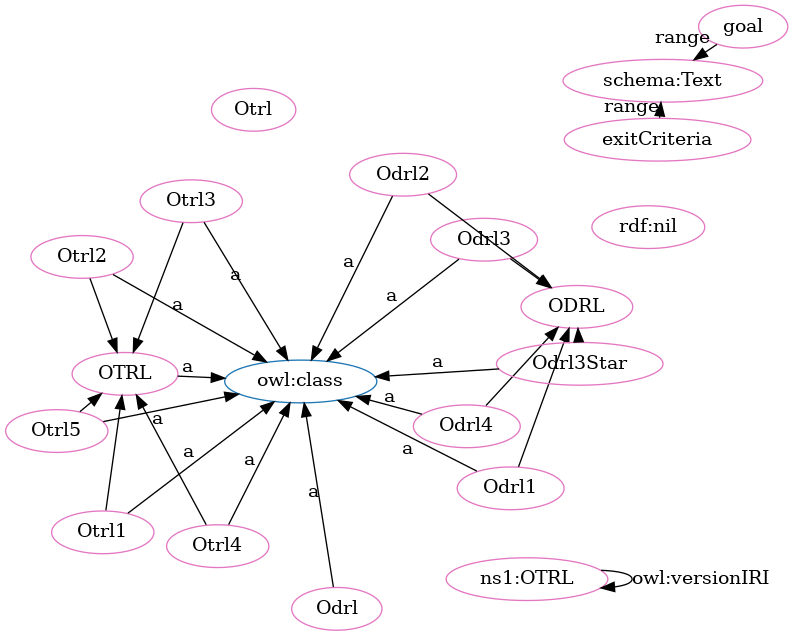 goal
range
schema:Text
range
exitCriteria
Otrl
Odrl2
Otrl3
rdf:nil
Odrl3
Otrl2
a
a
a
a
ODRL
a
Odrl3Star
a
OTRL
owl:class
a
Odrl4
a
Otrl5
a
a
a
a
Odrl1
a
Otrl1
Otrl4
ns1:OTRL
owl:versionIRI
Odrl